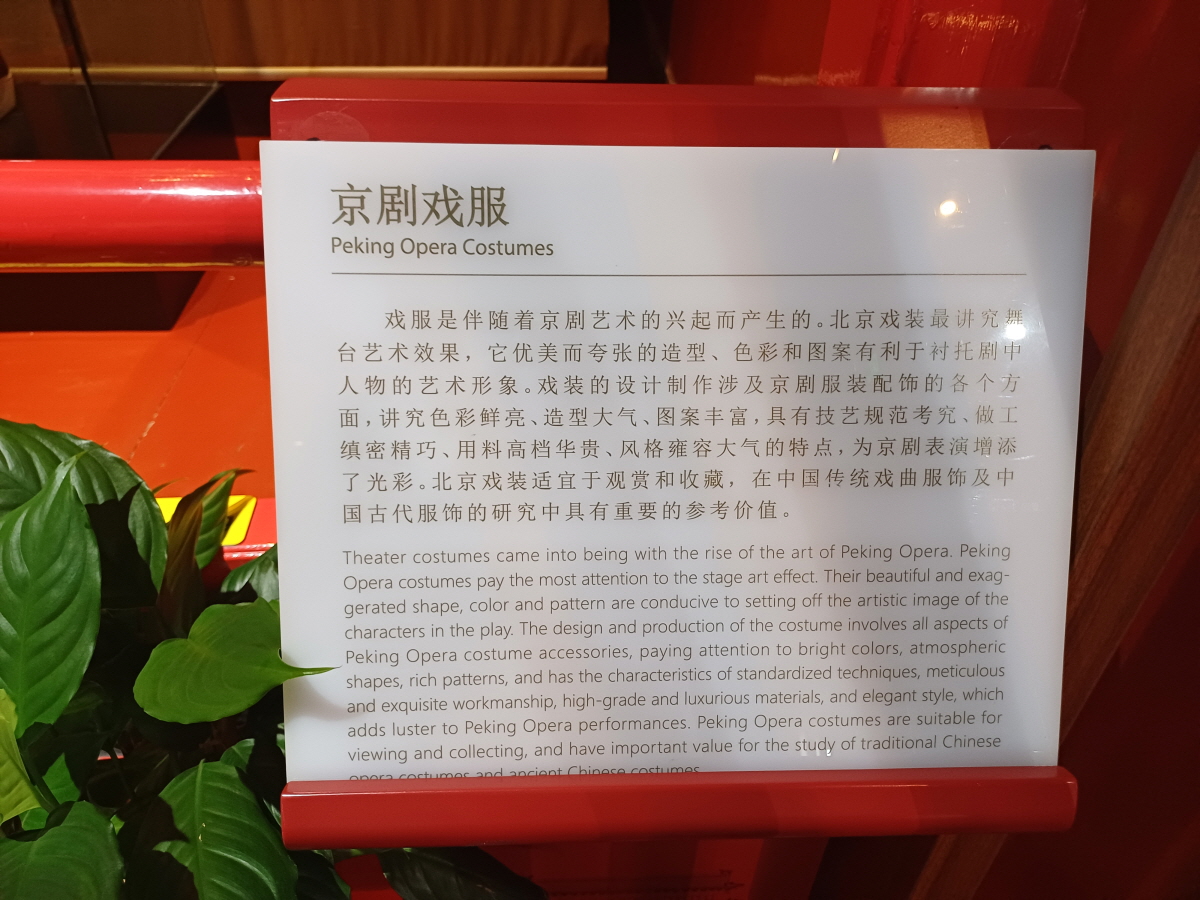 京剧戏服
Peking Opera Costumes
戏服是伴随着京剧艺术的兴起而产生的。北京戏装最讲究舞
台艺术效果，它优美而夸张的造型、色彩和图案有利于衬托剧中
人物的艺术形象。戏装的设计制作涉及京剧服装配饰的各个方
面，讲究色彩鲜亮、造型大气、图案丰富，具有技艺规范考究、做工
缜密精巧、用料高档华贵、风格雍容大气的特点，为京剧表演增添
了光彩。北京戏装适宜于观赏和收藏，在中国传统戏曲服饰及中
国古代服饰的研究中具有重要的参考价值。
Theater costumes came into being with the rise of the art of Peking Opera. Peking
Opera costumes pay the most attention to the stage art effect. Their beautiful and exag-
gerated shape, color and pattern are conducive to setting off the artistic image of the
characters in the play. The design and production of the costume involves all aspects of
Peking Opera costume accessories, paying attention to bright colors, atmospheric
shapes, rich patterns, and has the characteristics of standardized techniques, meticulous
and exquisite workmanship, high-grade and luxurious materials, and elegant style, which
adds luster to Peking Opera performances. Peking Opera costumes are suitable for
viewing and collecting, and have important value for the study of traditional Chinese
opera costumes and ancient Chinese costumes.